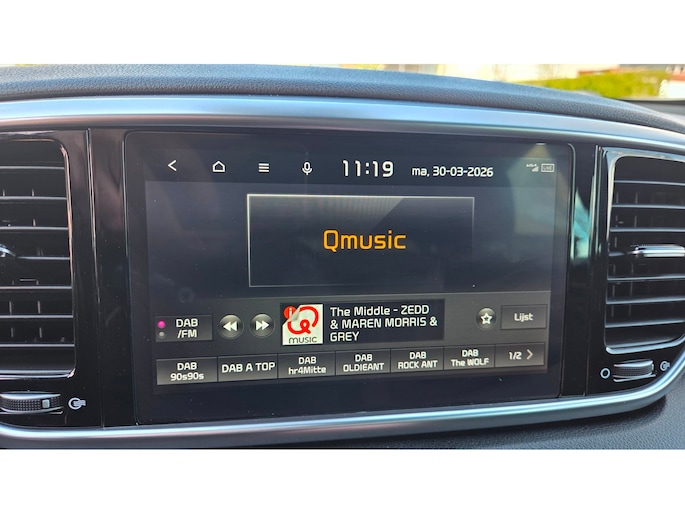 11:19 ma, 30-03-2026
Qmusic
DAB
/FM
MUSIC
The Middle - ZEDD
& MAREN MORRIS &
GREY
Lijst
DAB
90s90s
DAB A TOP
DAB
hr4Mitte
DAB
OLDIEANT
DAB
ROCK ANT
DAB
The WOLF
1/2